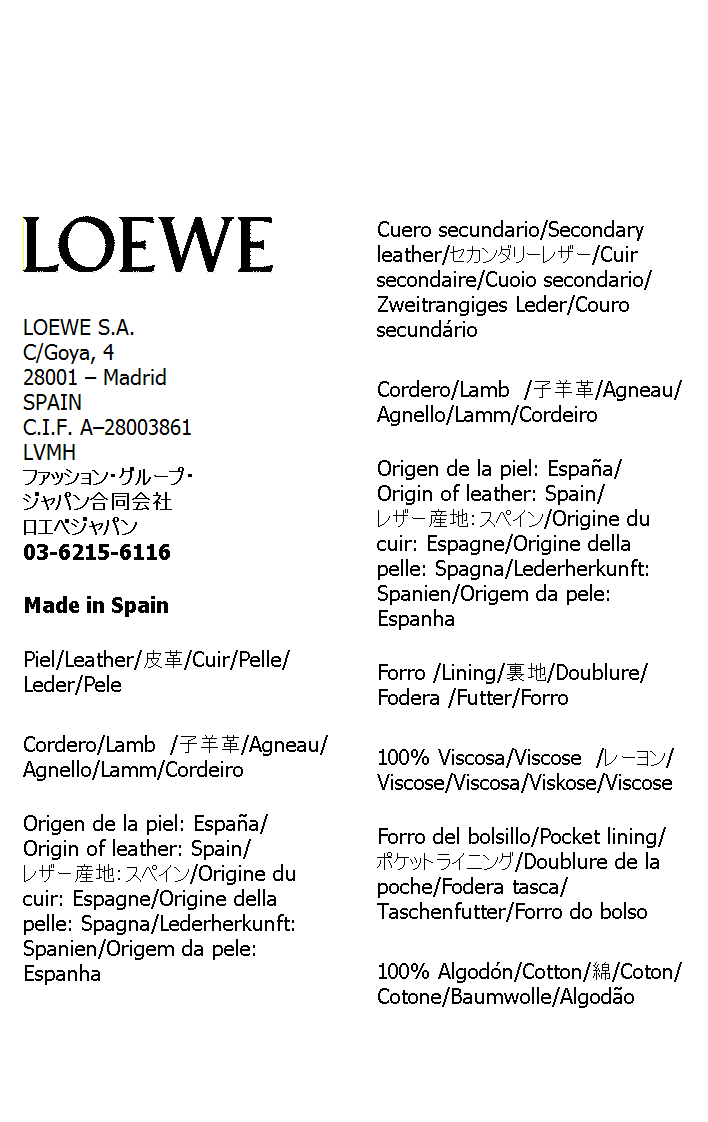 LOEWE
LOEWE S.A.
C/Goya, 4
28001 – Madrid
SPAIN
C.I.F. A–28003861
LVMH
ファッション・グループ・
ジャパン合同会社
ロエベジャパン
03-6215-6116
Made in Spain
Piel/Leather/皮革/Cuir/Pelle/
Leder/Pele
Cordero/Lamb /子羊革/Agneau/
Agnello/Lamm/Cordeiro
Origen de la piel: España/
Origin of leather: Spain/
レザー産地：スペイン/Origine du
cuir: Espagne/Origine della
pelle: Spagna/Lederherkunft:
Spanien/Origem da pele:
Espanha
Cuero secundario/Secondary
leather/セカンダリーレザー/Cuir
secondaire/Cuoio secondario/
Zweitrangiges Leder/Couro
secundário
Cordero/Lamb /子羊革/Agneau/
Agnello/Lamm/Cordeiro
Origen de la piel: España/
Origin of leather: Spain/
レザー産地：スペイン/Origine du
cuir: Espagne/Origine della
pelle: Spagna/Lederherkunft:
Spanien/Origem da pele:
Espanha
Forro /Lining/裏地/Doublure/
Fodera /Futter/Forro
100% Viscosa/Viscose /レーヨン/
Viscose/Viscosa/Viskose/Viscose
Forro del bolsillo/Pocket lining/
ポケットライニング/Doublure de la
poche/Fodera tasca/
Taschenfutter/Forro do bolso
100% Algodón/Cotton/綿/Coton/
Cotone/Baumwolle/Algodão